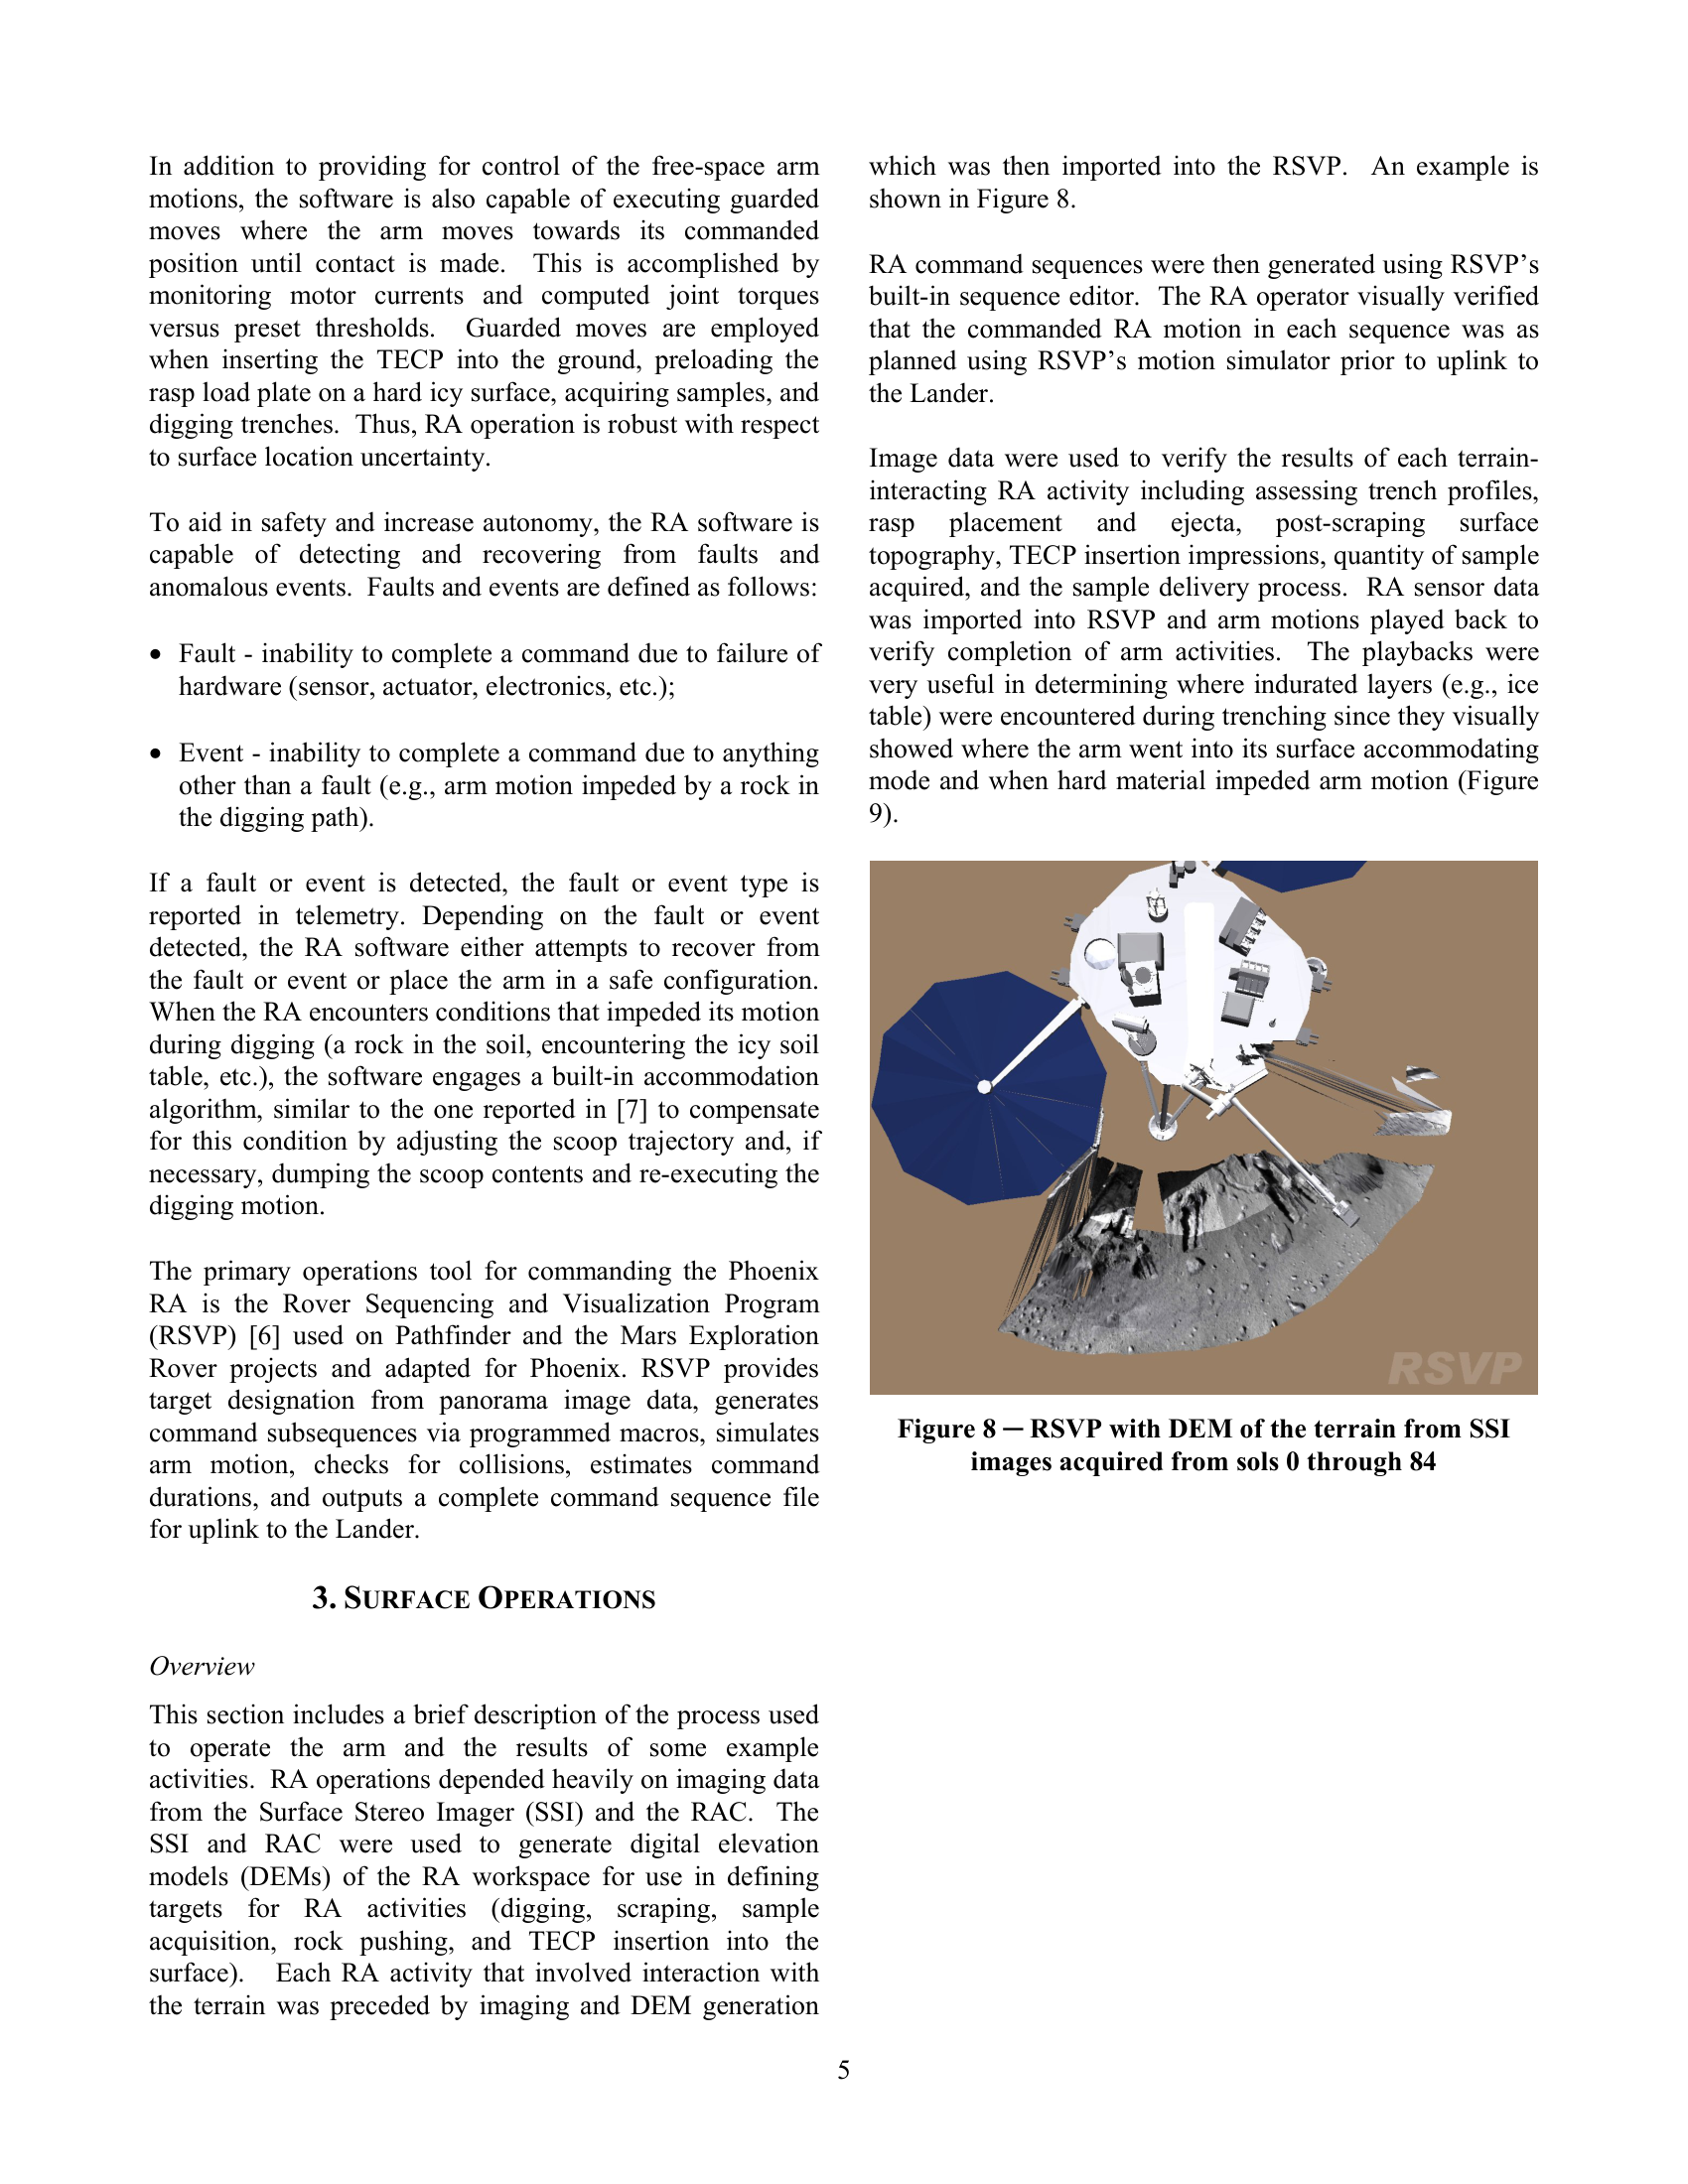 In addition to providing for control of the free-space arm
motions, the software is also capable of executing guarded
moves where the arm moves towards its commanded
position until contact is made.  This is accomplished by
monitoring motor currents and computed joint torques
versus preset thresholds.  Guarded moves are employed
when inserting the TECP into the ground, preloading the
rasp load plate on a hard icy surface, acquiring samples, and
digging trenches.  Thus, RA operation is robust with respect
to surface location uncertainty.
To aid in safety and increase autonomy, the RA software is
capable of detecting and recovering from faults and
anomalous events.  Faults and events are defined as follows:
• Fault - inability to complete a command due to failure of
hardware (sensor, actuator, electronics, etc.);
• Event - inability to complete a command due to anything
other than a fault (e.g., arm motion impeded by a rock in
the digging path).
If a fault or event is detected, the fault or event type is
reported in telemetry. Depending on the fault or event
detected, the RA software either attempts to recover from
the fault or event or place the arm in a safe configuration.
When the RA encounters conditions that impeded its motion
during digging (a rock in the soil, encountering the icy soil
table, etc.), the software engages a built-in accommodation
algorithm, similar to the one reported in [7] to compensate
for this condition by adjusting the scoop trajectory and, if
necessary, dumping the scoop contents and re-executing the
digging motion.
The primary operations tool for commanding the Phoenix
RA is the Rover Sequencing and Visualization Program
(RSVP) [6] used on Pathfinder and the Mars Exploration
Rover projects and adapted for Phoenix. RSVP provides
target designation from panorama image data, generates
command subsequences via programmed macros, simulates
arm motion, checks for collisions, estimates command
durations, and outputs a complete command sequence file
for uplink to the Lander.
3. SURFACE OPERATIONS
Overview
This section includes a brief description of the process used
to operate the arm and the results of some example
activities.  RA operations depended heavily on imaging data
from the Surface Stereo Imager (SSI) and the RAC.  The
SSI and RAC were used to generate digital elevation
models (DEMs) of the RA workspace for use in defining
targets for RA activities (digging, scraping, sample
acquisition, rock pushing, and TECP insertion into the
surface).  Each RA activity that involved interaction with
the terrain was preceded by imaging and DEM generation
which was then imported into the RSVP.  An example is
shown in Figure 8.
RA command sequences were then generated using RSVP's
built-in sequence editor.  The RA operator visually verified
that the commanded RA motion in each sequence was as
planned using RSVP's motion simulator prior to uplink to
the Lander.
Image data were used to verify the results of each terrain-
interacting RA activity including assessing trench profiles,
rasp placement and ejecta, post-scraping surface
topography, TECP insertion impressions, quantity of sample
acquired, and the sample delivery process.  RA sensor data
was imported into RSVP and arm motions played back to
verify completion of arm activities.  The playbacks were
very useful in determining where indurated layers (e.g., ice
table) were encountered during trenching since they visually
showed where the arm went into its surface accommodating
mode and when hard material impeded arm motion (Figure
9).
RSVP
Figure 8 – RSVP with DEM of the terrain from SSI
images acquired from sols 0 through 84
5